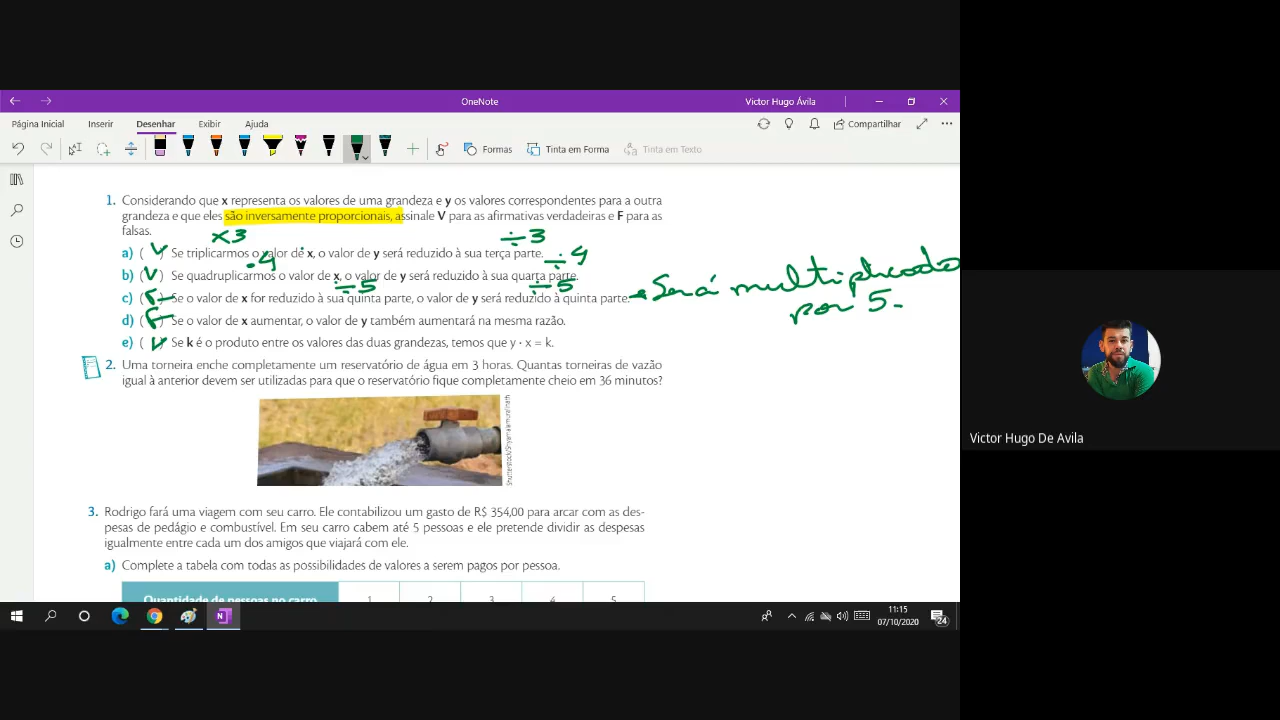 OneNote
Victor Hugo Ávila
Página Inicial Inserir Desenhar Exibir Ajuda
Compartilhar
Formas Tinta em Forma Tinta em Texto
1. Considerando que x representa os valores de uma grandeza e y os valores correspondentes para a outra
grandeza e que eles são inversamente proporcionais, assinale V para as afirmativas verdadeiras e F para as
falsas.
×3 ÷3
a) ( V ) Se triplicarmos o valor de x, o valor de y será reduzido à sua terça parte.
·4 ÷4
b) ( V ) Se quadruplicarmos o valor de x, o valor de y será reduzido à sua quarta parte.
÷5 ÷5
c) ( F ) Se o valor de x for reduzido à sua quinta parte, o valor de y será reduzido à quinta parte.
Será multiplicado
por 5.
d) ( F ) Se o valor de x aumentar, o valor de y também aumentará na mesma razão.
e) ( V ) Se k é o produto entre os valores das duas grandezas, temos que y · x = k.
2. Uma torneira enche completamente um reservatório de água em 3 horas. Quantas torneiras de vazão
igual à anterior devem ser utilizadas para que o reservatório fique completamente cheio em 36 minutos?
Shutterstock/Shyamalamuralinath
3. Rodrigo fará uma viagem com seu carro. Ele contabilizou um gasto de R$ 354,00 para arcar com as des-
pesas de pedágio e combustível. Em seu carro cabem até 5 pessoas e ele pretende dividir as despesas
igualmente entre cada um dos amigos que viajará com ele.
a) Complete a tabela com todas as possibilidades de valores a serem pagos por pessoa.
Quantidade de pessoas no carro 1 2 3 4 5
Victor Hugo De Avila
11:15
07/10/2020
24